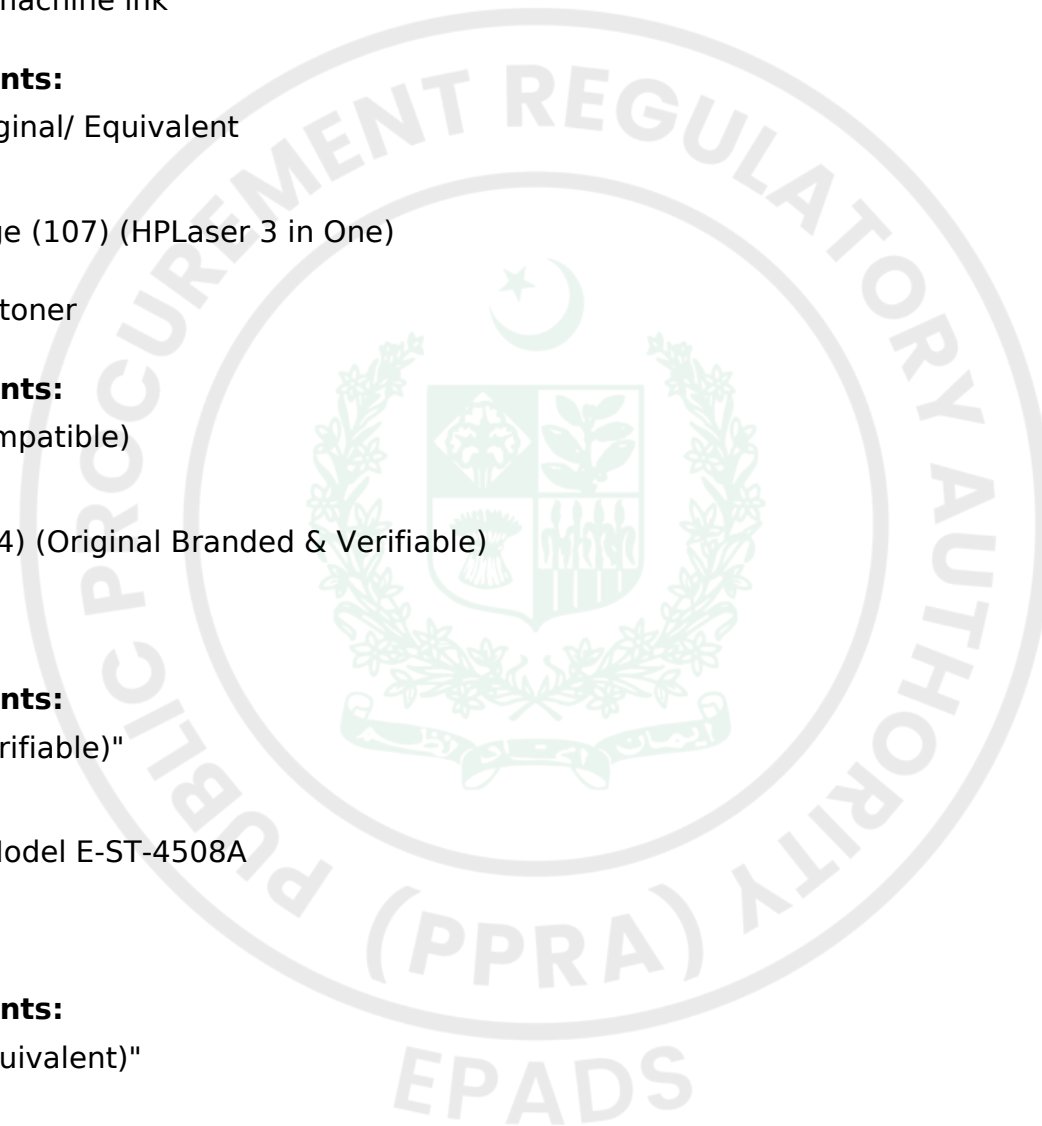 machine ink
nts:
ginal/ Equivalent
ge (107) (HPLaser 3 in One)
toner
nts:
mpatible)
4) (Original Branded & Verifiable)
nts:
rifiable)"
odel E-ST-4508A
nts:
uivalent)"
PUBLIC PROCUREMENT REGULATORY AUTHORITY
(PPRA)
EPADS